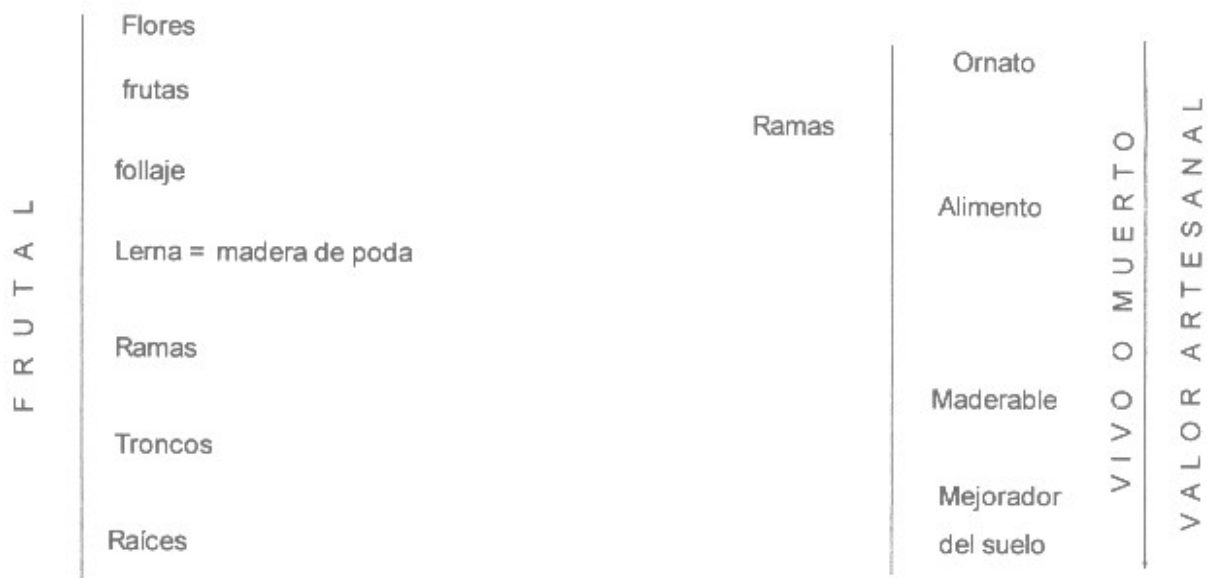 FRUTAL
Flores
frutas
follaje
Lerna = madera de poda
Ramas
Troncos
Raíces
Ramas
Ornato
Alimento
Maderable
Mejorador
del suelo
VIVO O MUERTO
VALOR ARTESANAL